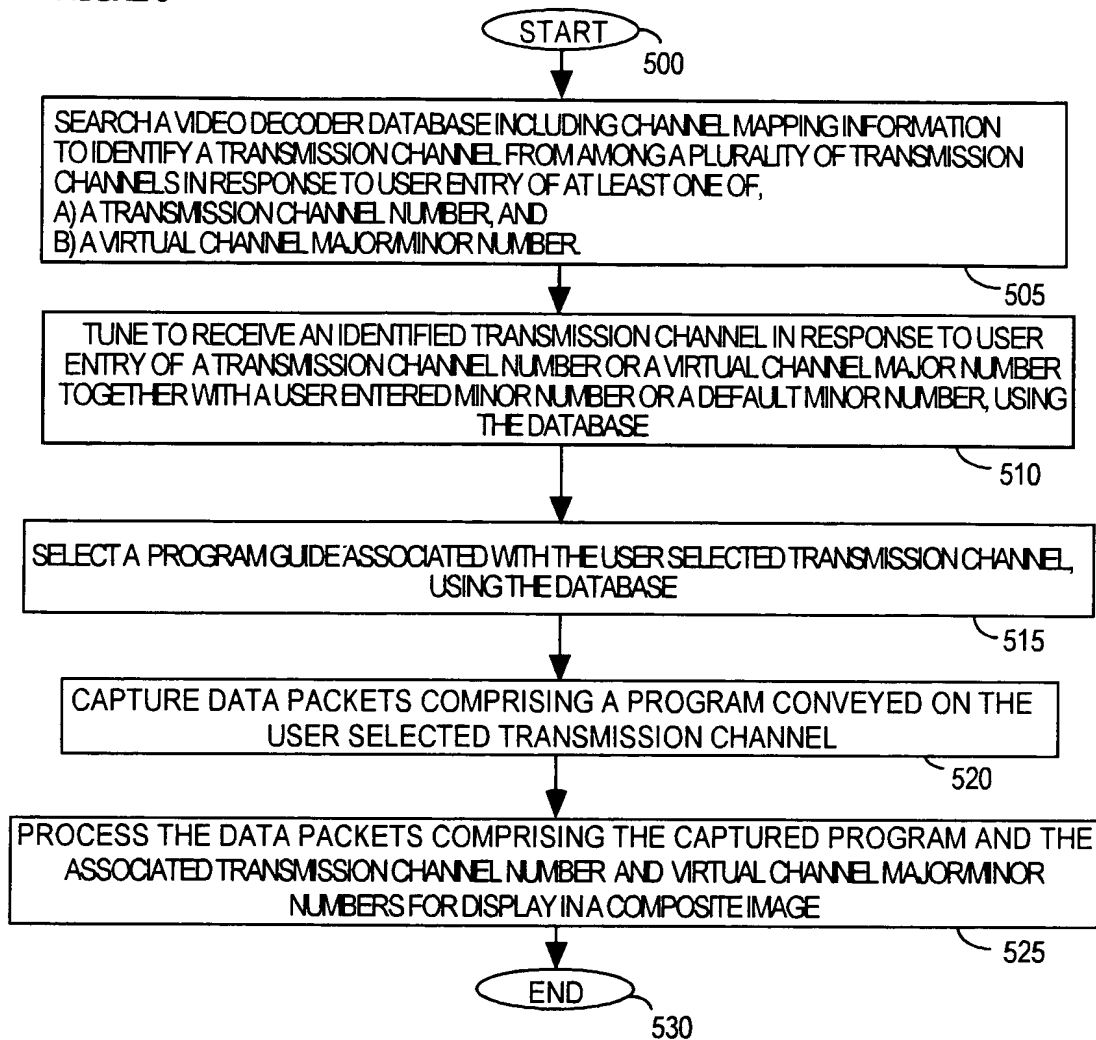 START
500
SEARCH A VIDEO DECODER DATABASE INCLUDING CHANNEL MAPPING INFORMATION
TO IDENTIFY A TRANSMISSION CHANNEL FROM AMONG A PLURALITY OF TRANSMISSION
CHANNELS IN RESPONSE TO USER ENTRY OF AT LEAST ONE OF,
A) A TRANSMISSION CHANNEL NUMBER, AND
B) A VIRTUAL CHANNEL MAJOR/MINOR NUMBER.
505
TUNE TO RECEIVE AN IDENTIFIED TRANSMISSION CHANNEL IN RESPONSE TO USER
ENTRY OF A TRANSMISSION CHANNEL NUMBER OR A VIRTUAL CHANNEL MAJOR NUMBER
TOGETHER WITH A USER ENTERED MINOR NUMBER OR A DEFAULT MINOR NUMBER, USING
THE DATABASE
510
SELECT A PROGRAM GUIDE ASSOCIATED WITH THE USER SELECTED TRANSMISSION CHANNEL,
USING THE DATABASE
515
CAPTURE DATA PACKETS COMPRISING A PROGRAM CONVEYED ON THE
USER SELECTED TRANSMISSION CHANNEL
520
PROCESS THE DATA PACKETS COMPRISING THE CAPTURED PROGRAM AND THE
ASSOCIATED TRANSMISSION CHANNEL NUMBER AND VIRTUAL CHANNEL MAJOR/MINOR
NUMBERS FOR DISPLAY IN A COMPOSITE IMAGE
525
END
530